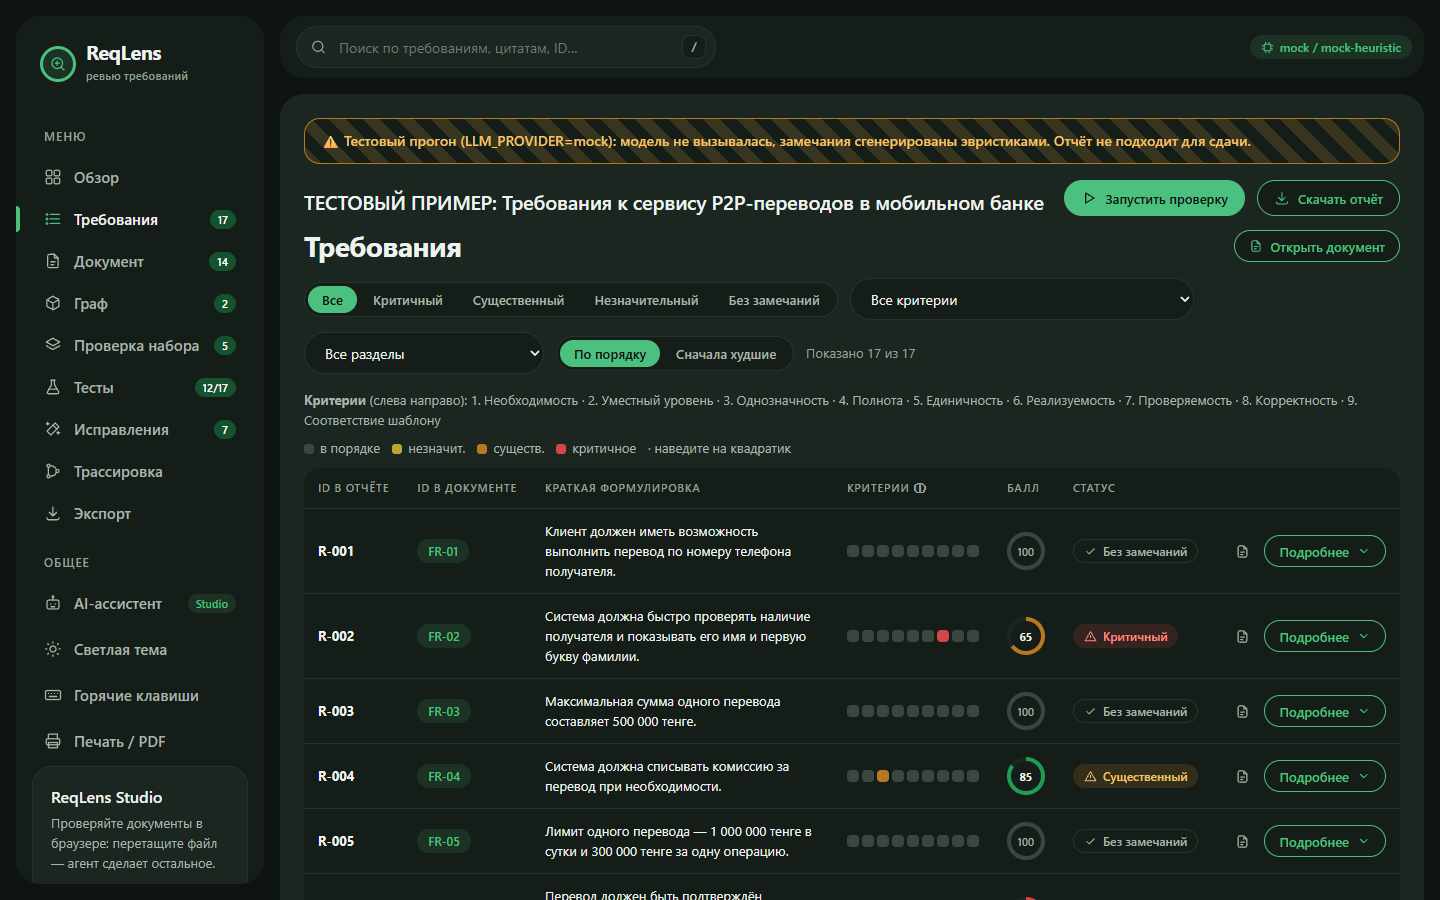 ReqLens
ревью требований
МЕНЮ
Обзор
Требования 17
Документ 14
Граф 2
Проверка набора 5
Тесты 12/17
Исправления 7
Трассировка
Экспорт
ОБЩЕЕ
AI-ассистент Studio
Светлая тема
Горячие клавиши
Печать / PDF
ReqLens Studio
Проверяйте документы в
браузере: перетащите файл
— агент сделает остальное.
Поиск по требованиям, цитатам, ID... /
mock / mock-heuristic
Тестовый прогон (LLM_PROVIDER=mock): модель не вызывалась, замечания сгенерированы эвристиками. Отчёт не подходит для сдачи.
ТЕСТОВЫЙ ПРИМЕР: Требования к сервису P2P-переводов в мобильном банке
Запустить проверку
Скачать отчёт
Требования
Открыть документ
Все Критичный Существенный Незначительный Без замечаний
Все критерии
Все разделы
По порядку Сначала худшие
Показано 17 из 17
Критерии (слева направо): 1. Необходимость · 2. Уместный уровень · 3. Однозначность · 4. Полнота · 5. Единичность · 6. Реализуемость · 7. Проверяемость · 8. Корректность · 9.
Соответствие шаблону
в порядке незначит. существ. критичное · наведите на квадратик
ID В ОТЧЁТЕ ID В ДОКУМЕНТЕ КРАТКАЯ ФОРМУЛИРОВКА КРИТЕРИИ БАЛЛ СТАТУС
R-001 FR-01
Клиент должен иметь возможность
выполнить перевод по номеру телефона
получателя.
100 Без замечаний Подробнее
R-002 FR-02
Система должна быстро проверять наличие
получателя и показывать его имя и первую
букву фамилии.
65 Критичный Подробнее
R-003 FR-03
Максимальная сумма одного перевода
составляет 500 000 тенге.
100 Без замечаний Подробнее
R-004 FR-04
Система должна списывать комиссию за
перевод при необходимости.
85 Существенный Подробнее
R-005 FR-05
Лимит одного перевода — 1 000 000 тенге в
сутки и 300 000 тенге за одну операцию.
100 Без замечаний Подробнее
Перевод должен быть подтверждён